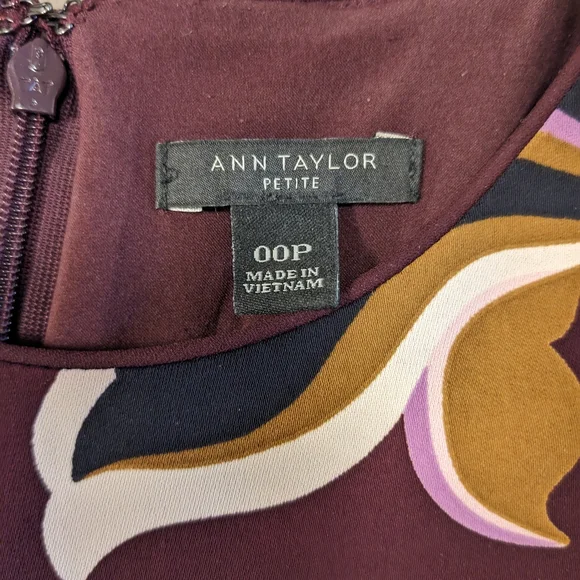 ANN TAYLOR
PETITE
00P
MADE IN
VIETNAM